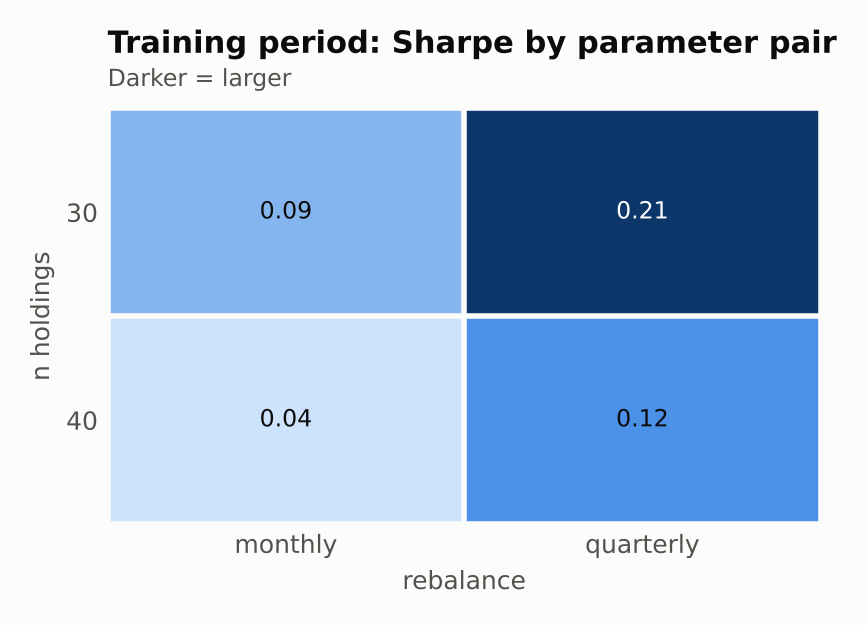 Training period: Sharpe by parameter pair
Darker = larger
n holdings
30
0.09
0.21
40
0.04
0.12
monthly
quarterly
rebalance